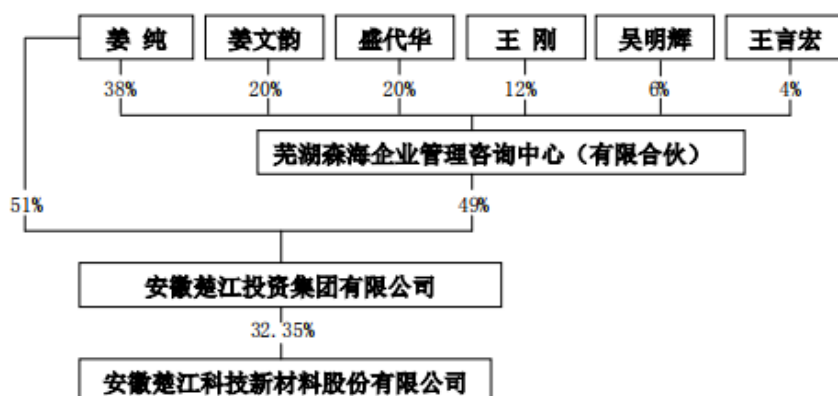 姜 纯 姜文韵 盛代华 王 刚 吴明辉 王言宏
38% 20% 20% 12% 6% 4%
芜湖森海企业管理咨询中心（有限合伙）
51% 49%
安徽楚江投资集团有限公司
32.35%
安徽楚江科技新材料股份有限公司